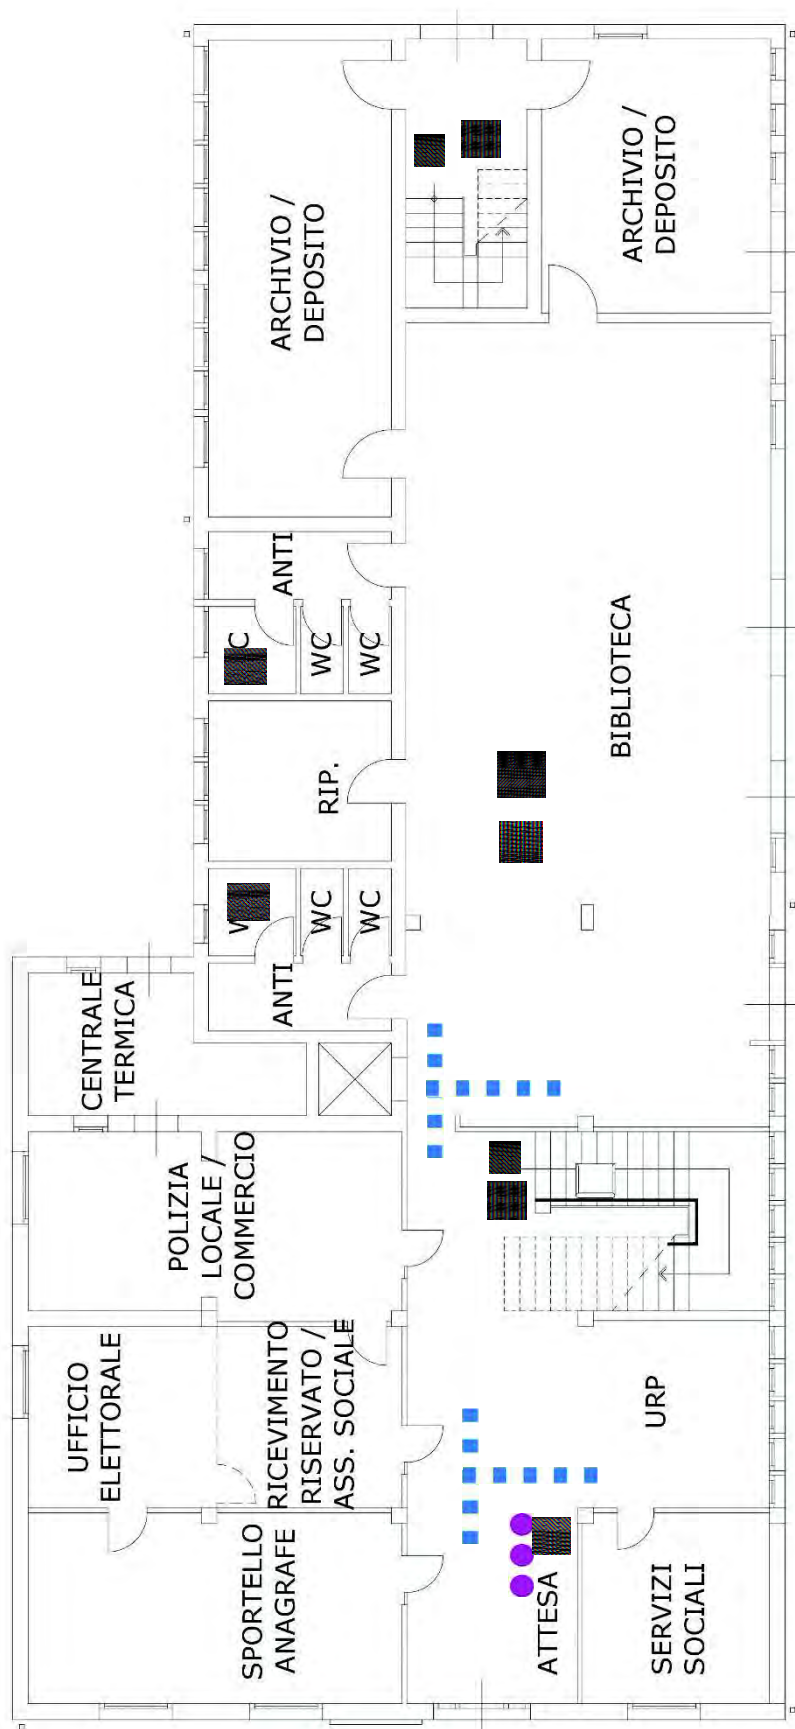 ARCHIVIO /
DEPOSITO
ARCHIVIO /
DEPOSITO
ANTI
WC
WC
BIBLIOTECA
RIP.
WC
WC
ANTI
CENTRALE
TERMICA
POLIZIA
LOCALE /
COMMERCIO
UFFICIO
ELETTORALE
RICEVIMENTO
RISERVATO /
ASS. SOCIALE
URP
SPORTELLO
ANAGRAFE
ATTESA
SERVIZI
SOCIALI